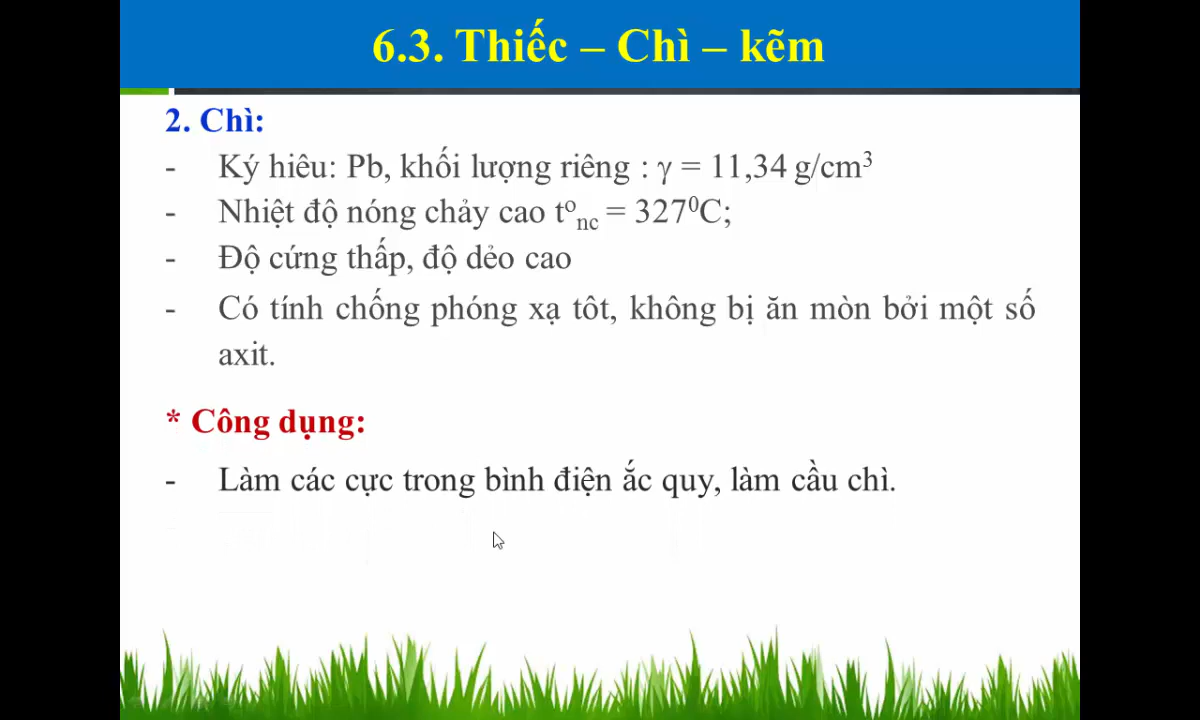 6.3. Thiếc – Chì – kẽm
2. Chì:
- Ký hiêu: Pb, khối lượng riêng : γ = 11,34 g/cm³
- Nhiệt độ nóng chảy cao tᵒnc = 327⁰C;
- Độ cứng thấp, độ dẻo cao
- Có tính chống phóng xạ tôt, không bị ăn mòn bởi một số
axit.
* Công dụng:
- Làm các cực trong bình điện ắc quy, làm cầu chì.